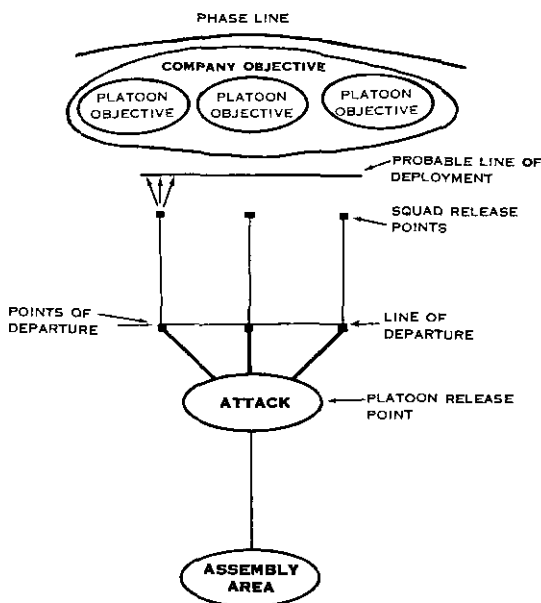 PHASE LINE
COMPANY OBJECTIVE
PLATOON
OBJECTIVE
PLATOON
OBJECTIVE
PLATOON
OBJECTIVE
PROBABLE LINE OF
DEPLOYMENT
SQUAD RELEASE
POINTS
POINTS OF
DEPARTURE
LINE OF
DEPARTURE
ATTACK
PLATOON RELEASE
POINT
ASSEMBLY
AREA